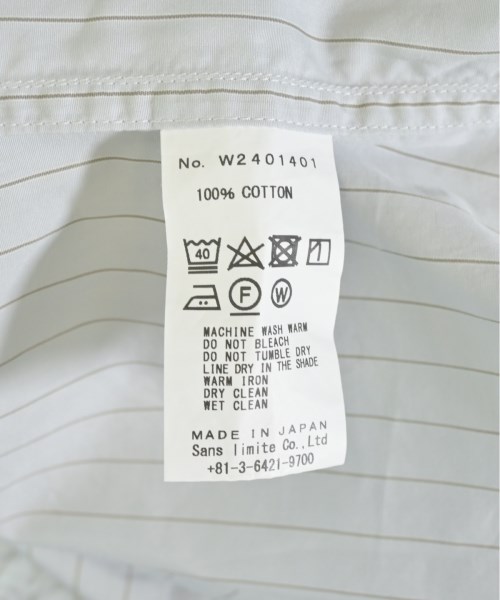 No. W2401401
100% COTTON
40
F W
MACHINE WASH WARM
DO NOT BLEACH
DO NOT TUMBLE DRY
LINE DRY IN THE SHADE
WARM IRON
DRY CLEAN
WET CLEAN
MADE IN JAPAN
Sans limite Co.,Ltd
+81-3-6421-9700